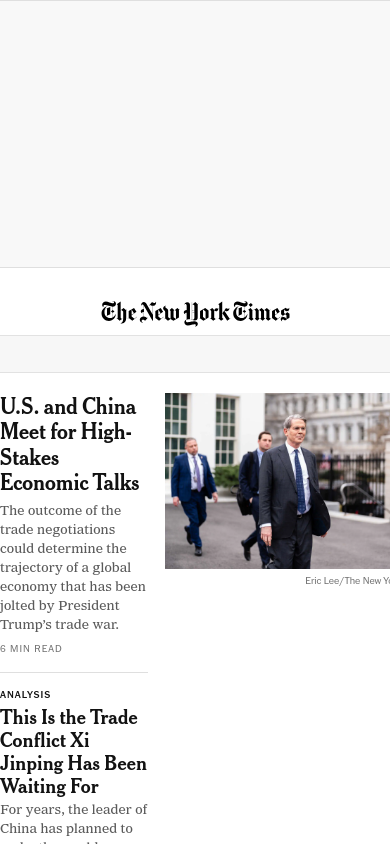 The New York Times
U.S. and China
Meet for High-
Stakes
Economic Talks
The outcome of the
trade negotiations
could determine the
trajectory of a global
economy that has been
jolted by President
Trump’s trade war.
6 MIN READ
Eric Lee/The New
ANALYSIS
This Is the Trade
Conflict Xi
Jinping Has Been
Waiting For
For years, the leader of
China has planned to